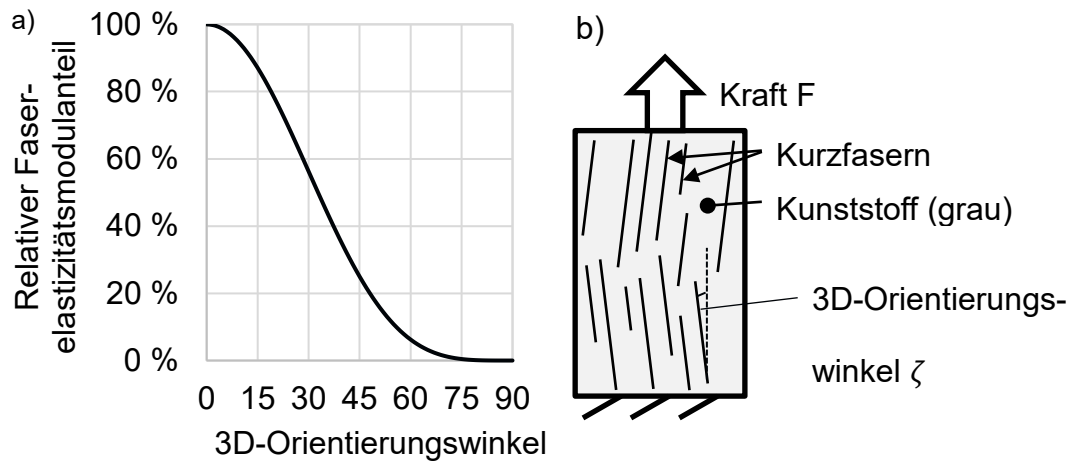 a)
100 %
80 %
60 %
40 %
20 %
0 %
Relativer Faser-
elastizitätsmodulanteil
0 15 30 45 60 75 90
3D-Orientierungswinkel
b)
Kraft F
Kurzfasern
Kunststoff (grau)
3D-Orientierungs-
winkel ζ